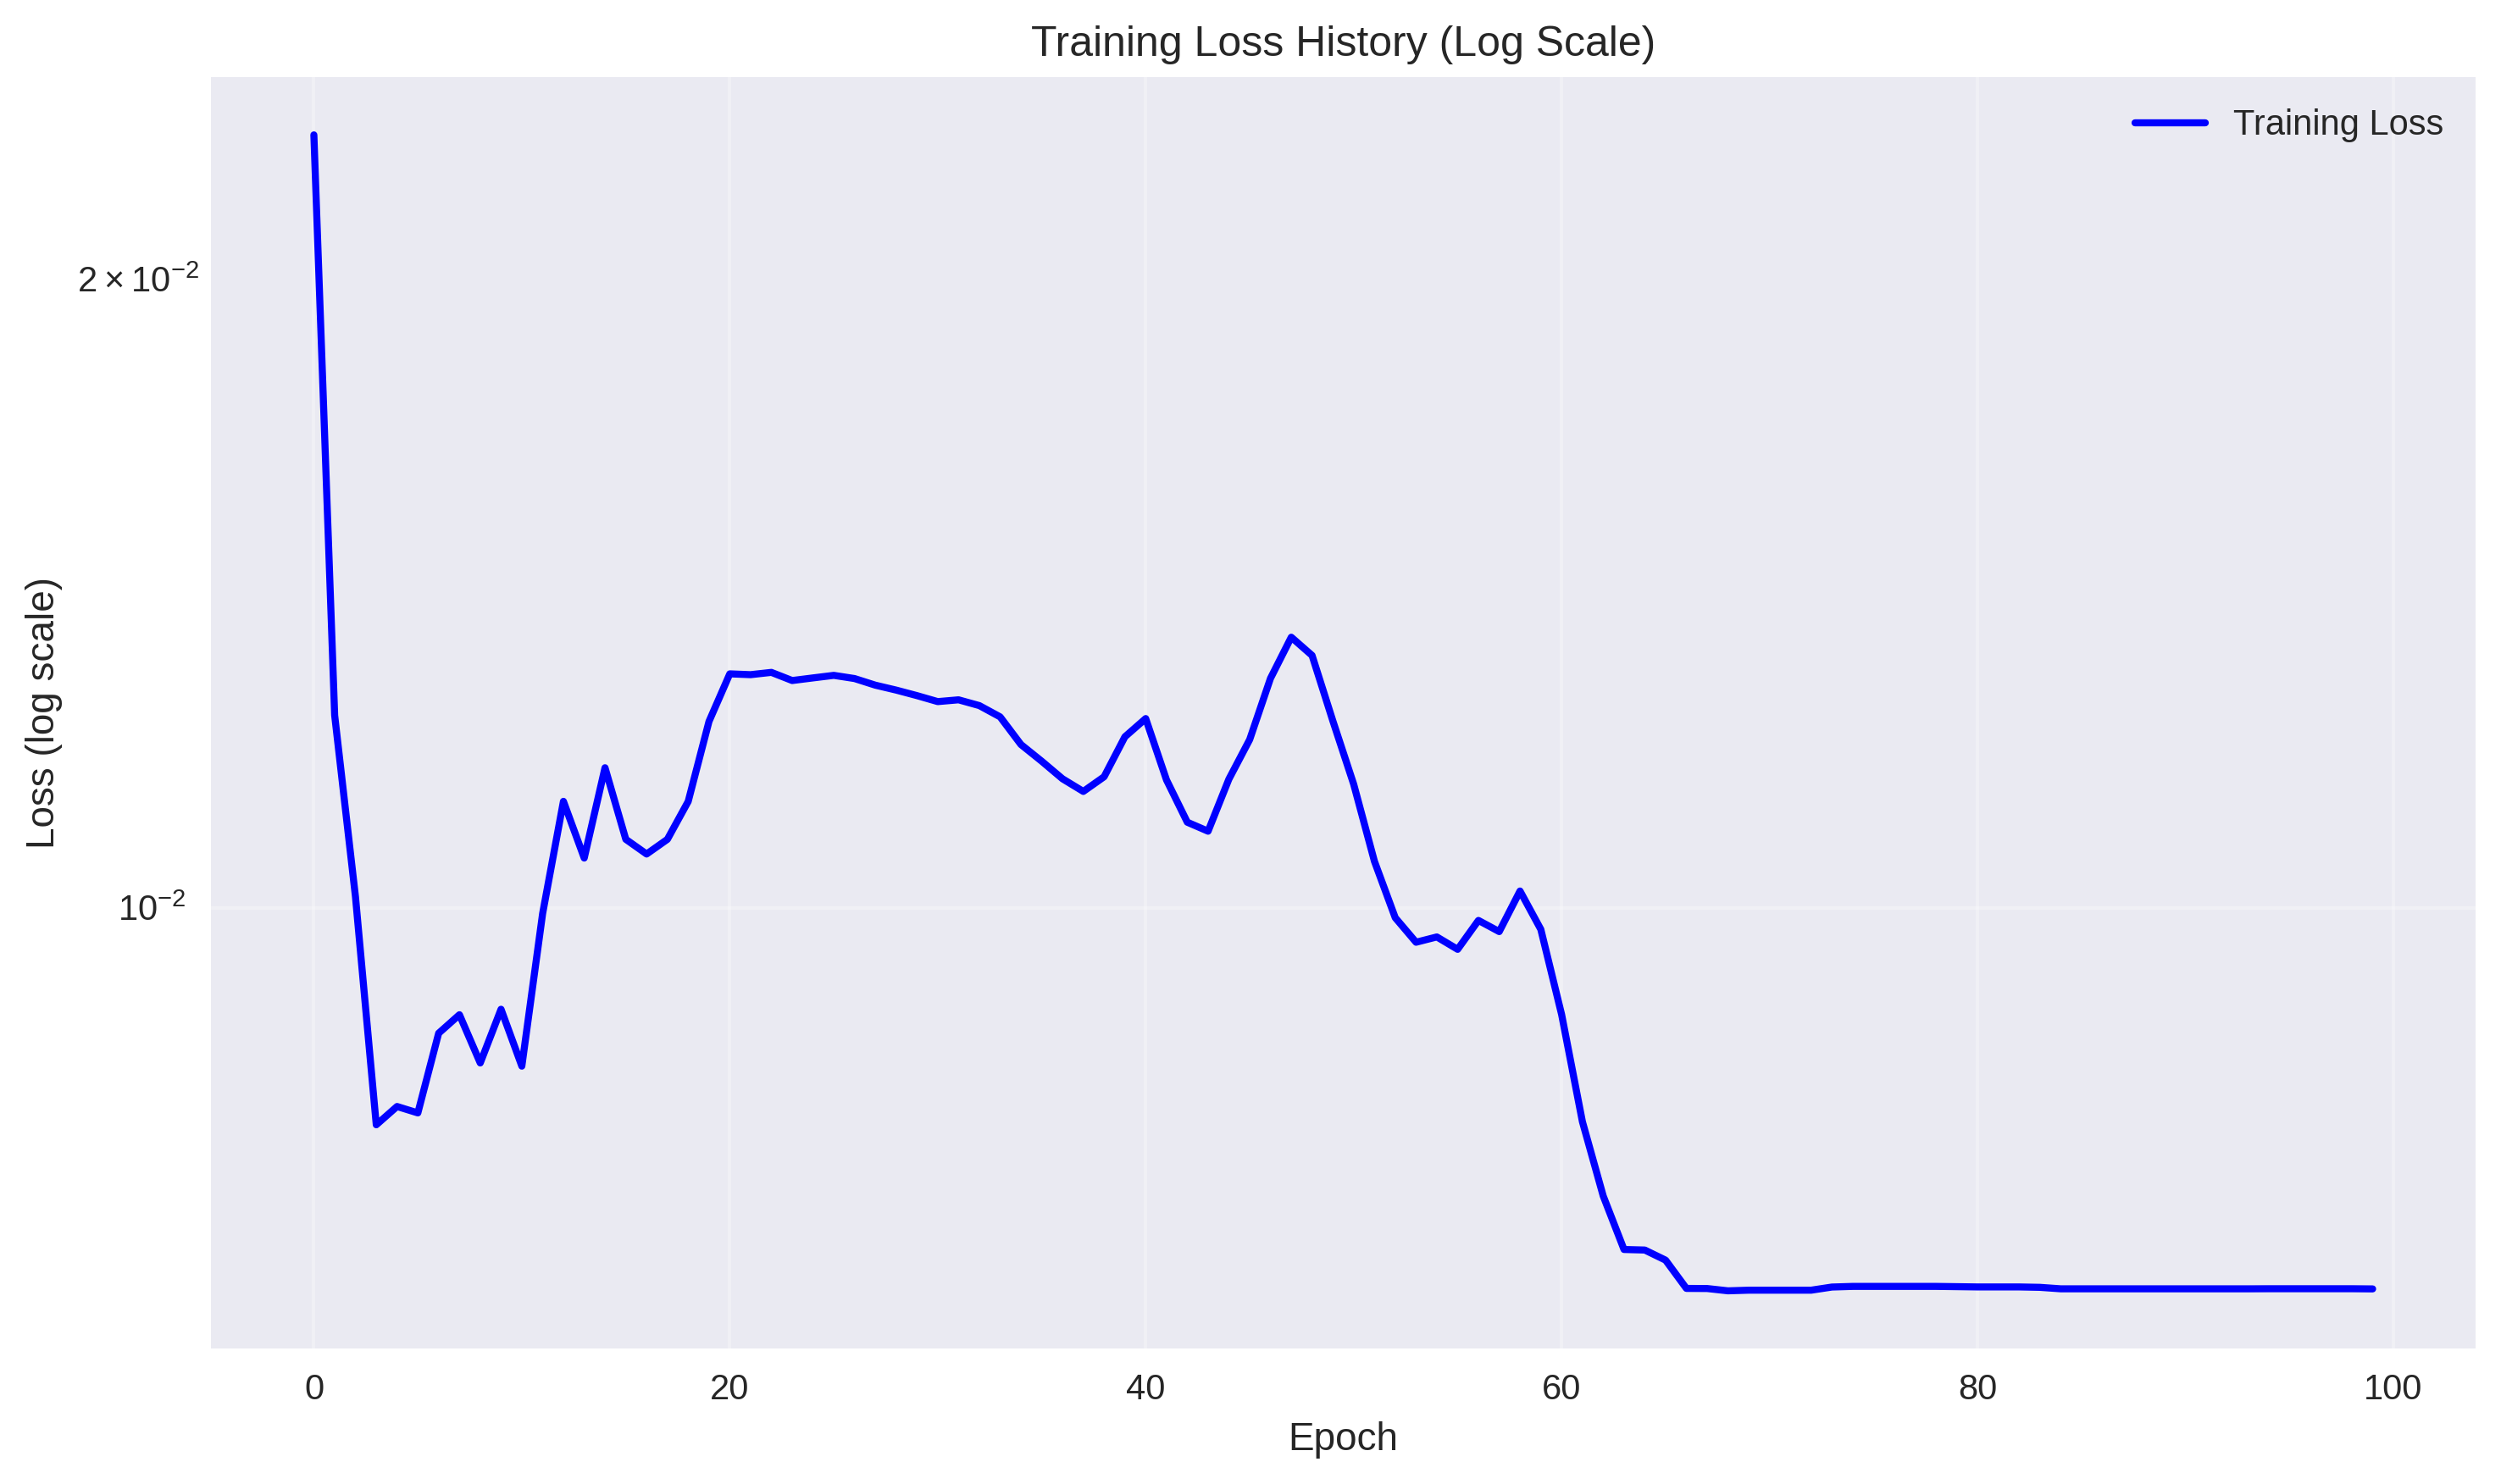 Training Loss History (Log Scale)
Training Loss
2 × 10⁻²
10⁻²
Loss (log scale)
0 20 40 60 80 100
Epoch